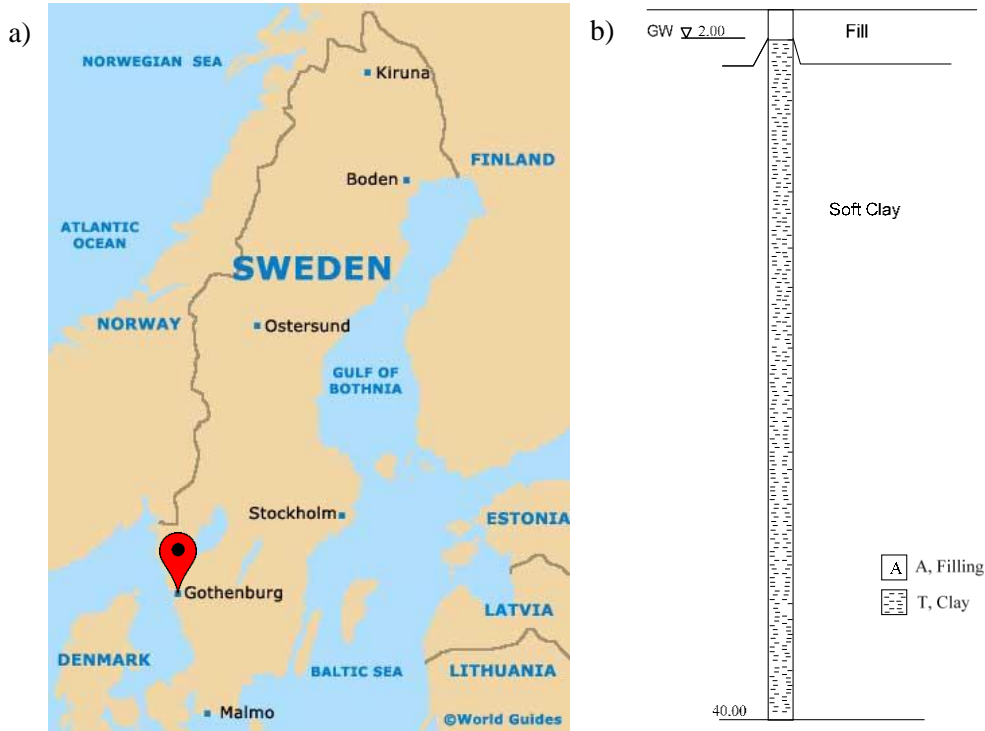 a)
NORWEGIAN SEA
Kiruna
FINLAND
Boden
ATLANTIC
OCEAN
SWEDEN
NORWAY
Ostersund
GULF OF
BOTHNIA
Stockholm
ESTONIA
Gothenburg
LATVIA
DENMARK
BALTIC SEA
LITHUANIA
Malmo
©World Guides
b)
GW 2.00
Fill
Soft Clay
A A, Filling
T, Clay
40.00